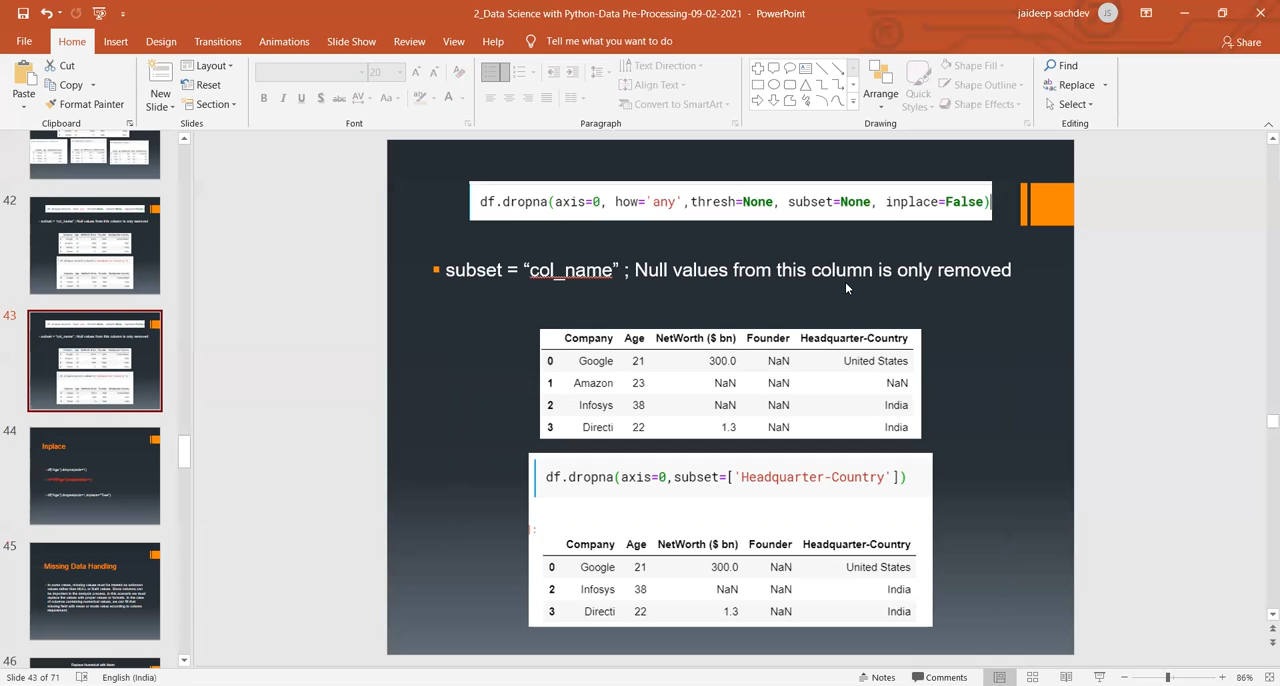 2_Data Science with Python-Data Pre-Processing-09-02-2021 - PowerPoint
jaideep sachdev
JS
File Home Insert Design Transitions Animations Slide Show Review View Help Tell me what you want to do
Share
Paste
Cut
Copy
Format Painter
Clipboard
New Slide
Layout
Reset
Section
Slides
20
B I U S abc AV Aa A
Font
Text Direction
Align Text
Convert to SmartArt
Paragraph
Arrange
Quick Styles
Shape Fill
Shape Outline
Shape Effects
Drawing
Find
Replace
Select
Editing
42
43
44
Inplace
45
Missing Data Handling
46
df.dropna(axis=0, how='any',thresh=None, subset=None, inplace=False)
subset = “col_name” ; Null values from this column is only removed
Company Age NetWorth ($ bn) Founder Headquarter-Country
0 Google 21 300.0 NaN United States
1 Amazon 23 NaN NaN NaN
2 Infosys 38 NaN NaN India
3 Directi 22 1.3 NaN India
df.dropna(axis=0,subset=['Headquarter-Country'])
]:
Company Age NetWorth ($ bn) Founder Headquarter-Country
0 Google 21 300.0 NaN United States
2 Infosys 38 NaN NaN India
3 Directi 22 1.3 NaN India
Slide 43 of 71
English (India)
Notes
Comments
86%